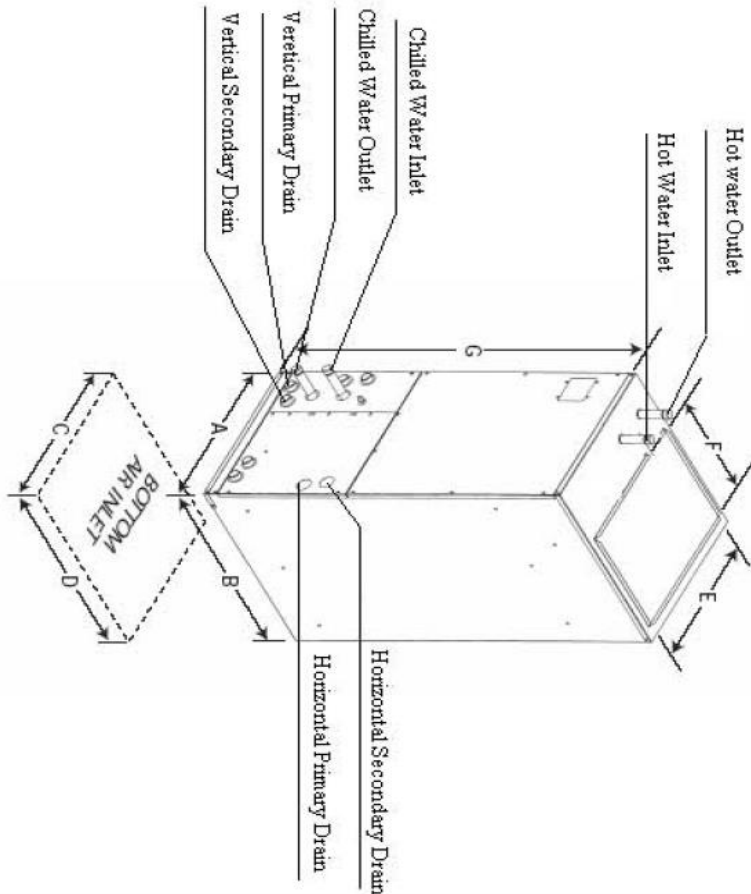 Hot water Outlet
Hot Water Inlet
Chilled Water Inlet
Chilled Water Outlet
Veretical Primary Drain
Vertical Secondary Drain
F
E
G
A
B
C
D
BOTTOM
AIR INLET
Horizontal Secondary Drain
Horizontal Primary Drain